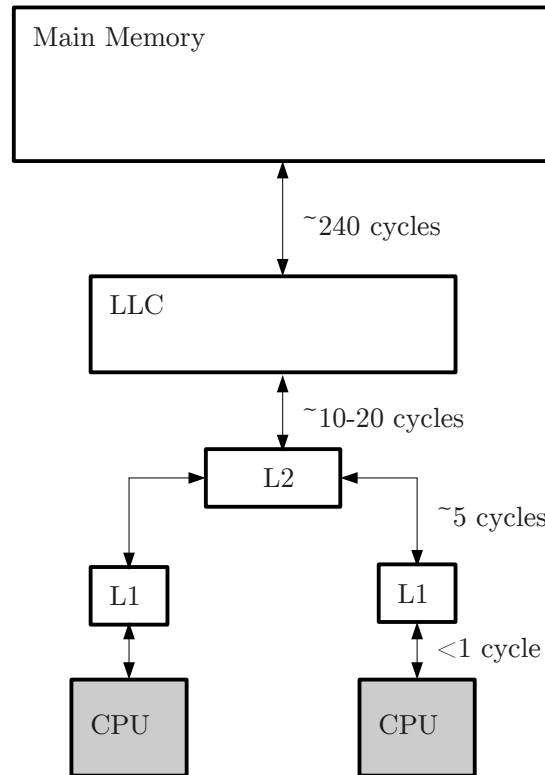 Main Memory
~240 cycles
LLC
~10-20 cycles
L2
~5 cycles
L1
L1
<1 cycle
CPU
CPU